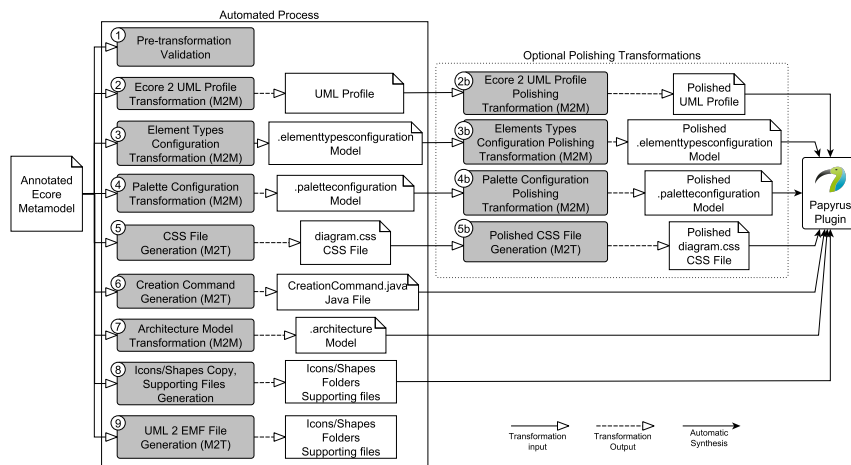 Automated Process
Optional Polishing Transformations
Annotated
Ecore
Metamodel
1
Pre-transformation
Validation
2
Ecore 2 UML Profile
Transformation (M2M)
UML Profile
2b
Ecore 2 UML Profile
Polishing
Tranformation (M2M)
Polished
UML Profile
3
Element Types
Configuration
Transformation (M2M)
.elementtypesconfiguration
Model
3b
Elements Types
Configuration Polishing
Transformation (M2M)
Polished
.elementtypesconfiguration
Model
4
Palette Configuration
Transformation (M2M)
.paletteconfiguration
Model
4b
Palette Configuration
Polishing
Transformation (M2M)
Polished
.paletteconfiguration
Model
Papyrus
Plugin
5
CSS File
Generation (M2T)
diagram.css
CSS File
5b
Polished CSS File
Generation (M2T)
Polished
diagram.css
CSS File
6
Creation Command
Generation (M2T)
CreationCommand.java
Java File
7
Architecture Model
Transformation (M2M)
.architecture
Model
8
Icons/Shapes Copy,
Supporting Files
Generation
Icons/Shapes
Folders
Supporting files
9
UML 2 EMF File
Generation (M2T)
Icons/Shapes
Folders
Supporting files
Transformation
input
Transformation
Output
Automatic
Synthesis